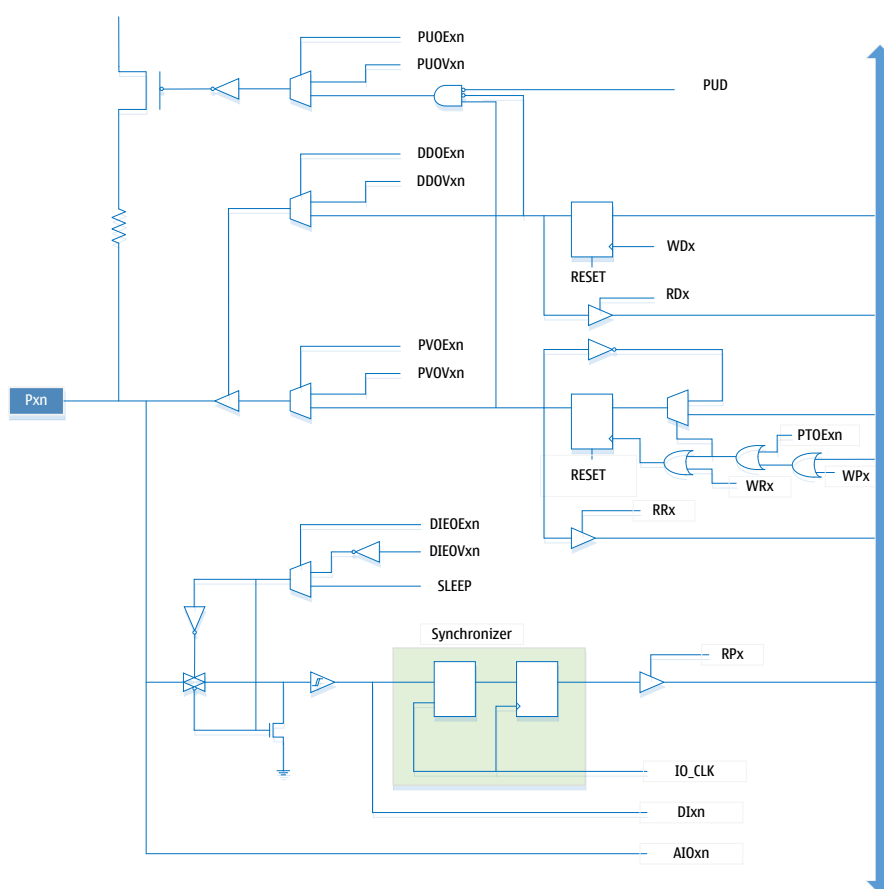 PUOExn
PUOVxn
PUD
DDOExn
DDOVxn
WDx
RESET
RDx
PVOExn
PVOVxn
Pxn
PTOExn
RESET
WRx
WPx
RRx
DIEOExn
DIEOVxn
SLEEP
Synchronizer
RPx
IO_CLK
DIxn
AIOxn